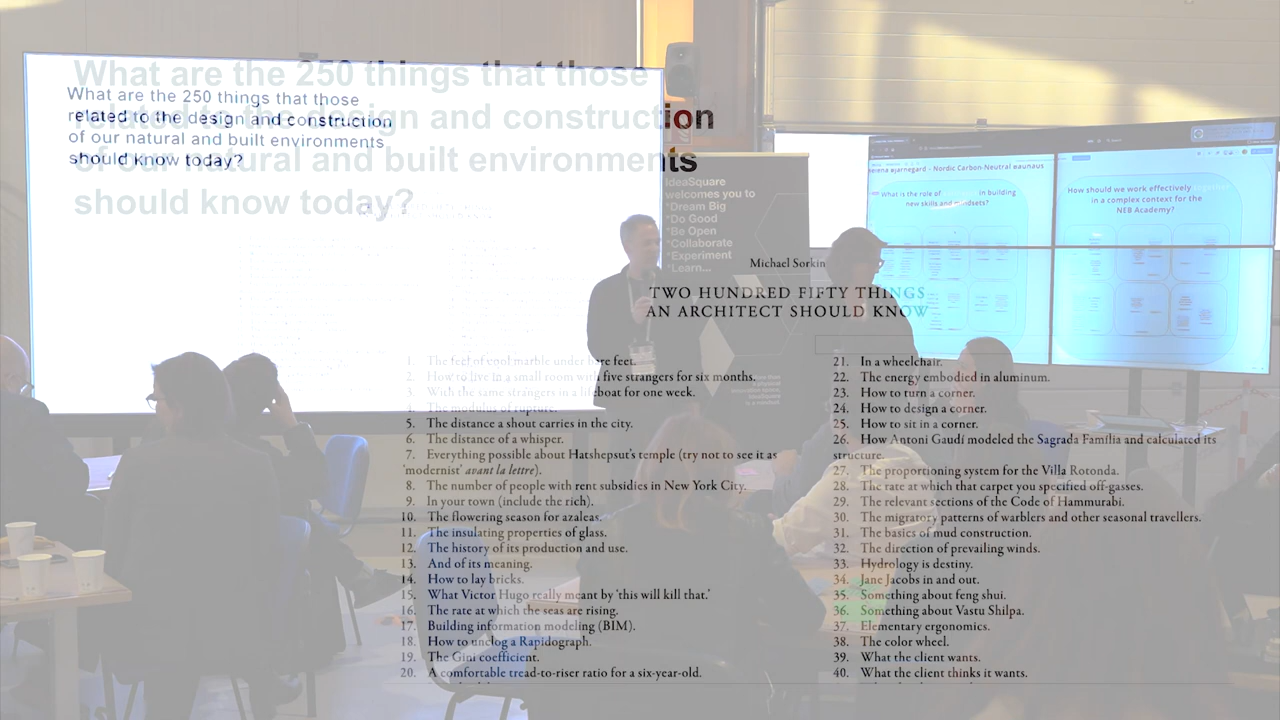 What are the 250 things that those
related to the design and construction
of our natural and built environments
should know today?
What are the 250 things that those
related to the design and construction
of our natural and built environments
should know today?
IdeaSquare
welcomes you to
*Dream Big
*Do Good
*Be Open
*Collaborate
*Experiment
*Learn...
Nordic Carbon-Neutral Bauhaus
What is the role of in building
new skills and mindsets?
How should we work effectively together
in a complex context for the
NEB Academy?
Michael Sorkin
TWO HUNDRED FIFTY THINGS
AN ARCHITECT SHOULD KNOW
1. The feel of cool marble under bare feet.
2. How to live in a small room with five strangers for six months.
3. With the same strangers in a lifeboat for one week.
4. The modulus of rupture.
5. The distance a shout carries in the city.
6. The distance of a whisper.
7. Everything possible about Hatshepsut's temple (try not to see it as
'modernist' avant la lettre).
8. The number of people with rent subsidies in New York City.
9. In your town (include the rich).
10. The flowering season for azaleas.
11. The insulating properties of glass.
12. The history of its production and use.
13. And of its meaning.
14. How to lay bricks.
15. What Victor Hugo really meant by 'this will kill that.'
16. The rate at which the seas are rising.
17. Building information modeling (BIM).
18. How to unclog a Rapidograph.
19. The Gini coefficient.
20. A comfortable tread-to-riser ratio for a six-year-old.
21. In a wheelchair.
22. The energy embodied in aluminum.
23. How to turn a corner.
24. How to design a corner.
25. How to sit in a corner.
26. How Antoni Gaudí modeled the Sagrada Família and calculated its
structure.
27. The proportioning system for the Villa Rotonda.
28. The rate at which that carpet you specified off-gasses.
29. The relevant sections of the Code of Hammurabi.
30. The migratory patterns of warblers and other seasonal travellers.
31. The basics of mud construction.
32. The direction of prevailing winds.
33. Hydrology is destiny.
34. Jane Jacobs in and out.
35. Something about feng shui.
36. Something about Vastu Shilpa.
37. Elementary ergonomics.
38. The color wheel.
39. What the client wants.
40. What the client thinks it wants.